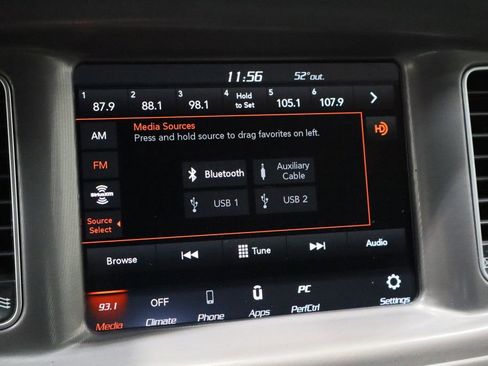 11:56 52°out.
1 2 3 4 5 6
87.9 88.1 98.1 Hold to Set 105.1 107.9
AM Media Sources
Press and hold source to drag favorites on left.
HD
FM
Bluetooth Auxiliary Cable
SiriusXM
USB 1 USB 2
Source Select
Browse Tune Audio
93.1 OFF ü PC
Media Climate Phone Apps PerfCtrl Settings